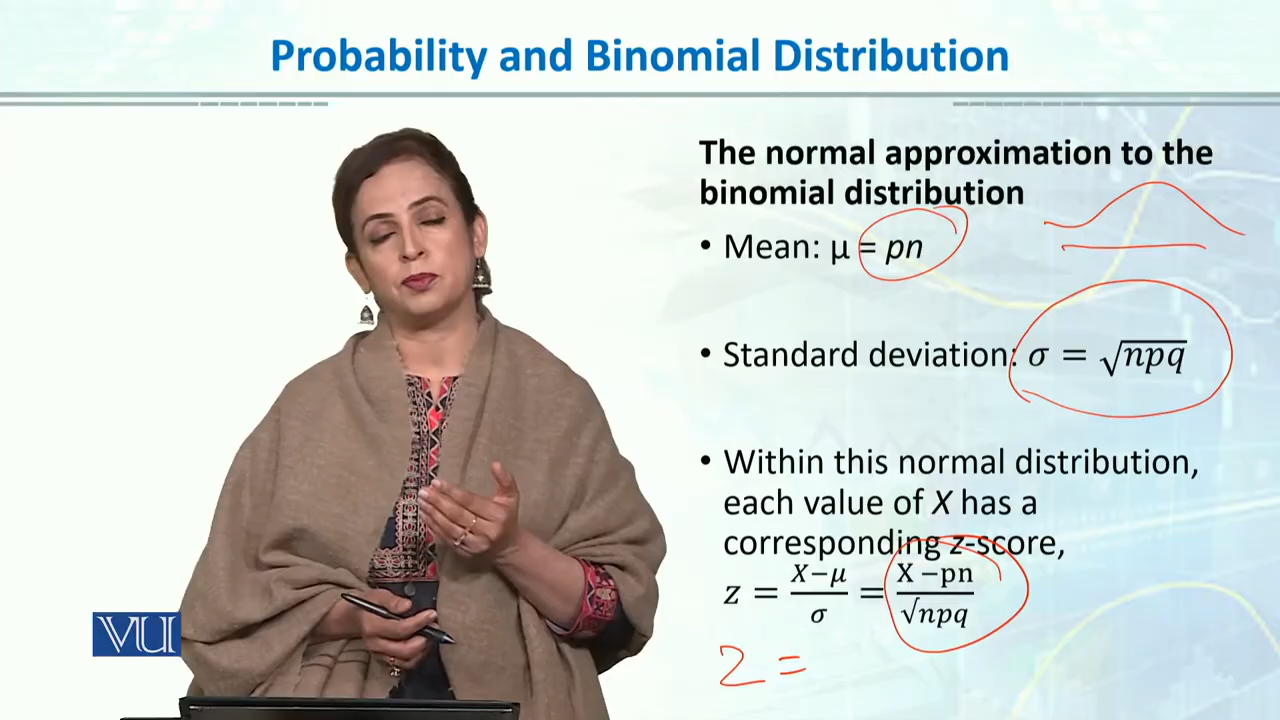 Probability and Binomial Distribution
The normal approximation to the
binomial distribution
• Mean: μ = pn
• Standard deviation: σ = √npq
• Within this normal distribution,
each value of X has a
corresponding z-score,
z = X−μ / σ = X −pn / √npq
z =
VU